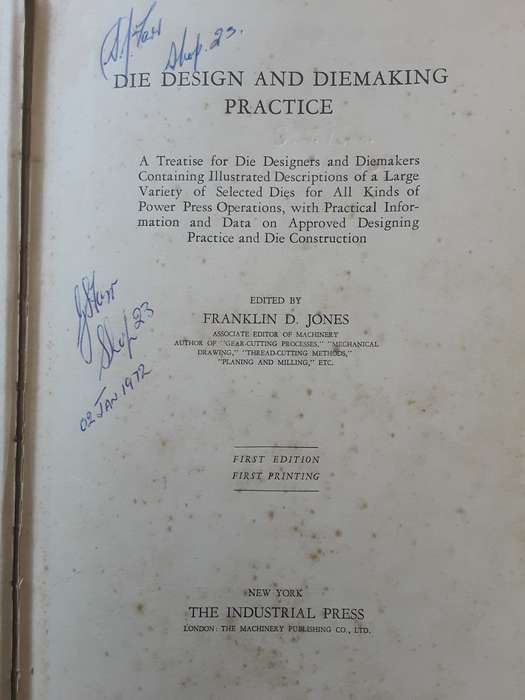 Shop. 23.
DIE DESIGN AND DIEMAKING
PRACTICE
A Treatise for Die Designers and Diemakers
Containing Illustrated Descriptions of a Large
Variety of Selected Dies for All Kinds of
Power Press Operations, with Practical Infor-
mation and Data on Approved Designing
Practice and Die Construction
EDITED BY
FRANKLIN D. JONES
ASSOCIATE EDITOR OF MACHINERY
AUTHOR OF "GEAR-CUTTING PROCESSES," "MECHANICAL
DRAWING," "THREAD-CUTTING METHODS,"
"PLANING AND MILLING," ETC.
Shop 23
02 JAN 1972
FIRST EDITION
FIRST PRINTING
NEW YORK
THE INDUSTRIAL PRESS
LONDON: THE MACHINERY PUBLISHING CO., LTD.